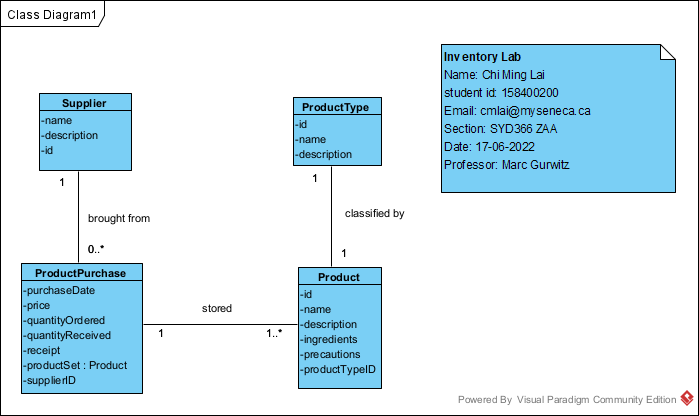 Class Diagram1
Inventory Lab
Name: Chi Ming Lai
student id: 158400200
Email: cmlai@myseneca.ca
Section: SYD366 ZAA
Date: 17-06-2022
Professor: Marc Gurwitz
Supplier
-name
-description
-id
ProductType
-id
-name
-description
1
1
brought from
classified by
0..*
1
ProductPurchase
-purchaseDate
-price
-quantityOrdered
-quantityReceived
-receipt
-productSet : Product
-supplierID
stored
1
1..*
Product
-id
-name
-description
-ingredients
-precautions
-productTypeID
Powered By Visual Paradigm Community Edition